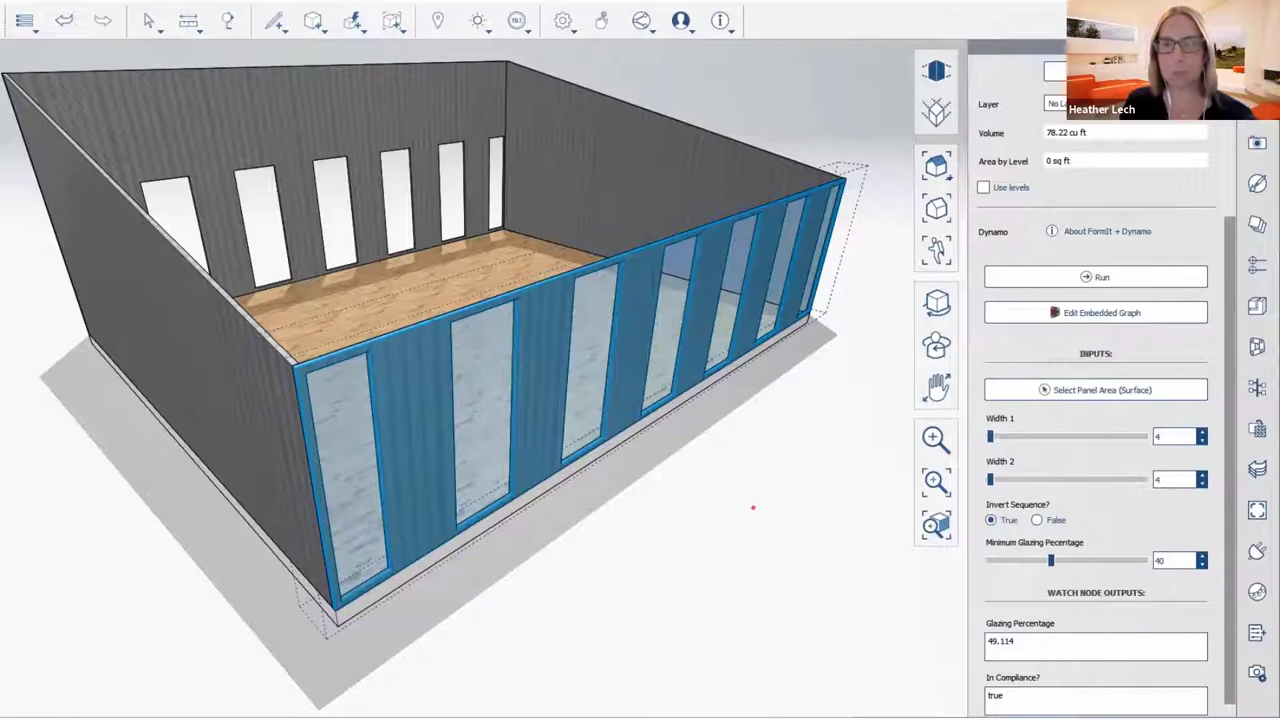 Heather Lech
Layer
No La
Volume
78.22 cu ft
Area by Level
0 sq ft
Use levels
Dynamo
About FormIt + Dynamo
Run
Edit Embedded Graph
INPUTS:
Select Panel Area (Surface)
Width 1
4
Width 2
4
Invert Sequence?
True
False
Minimum Glazing Pecentage
40
WATCH NODE OUTPUTS:
Glazing Percentage
49.114
In Compliance?
true